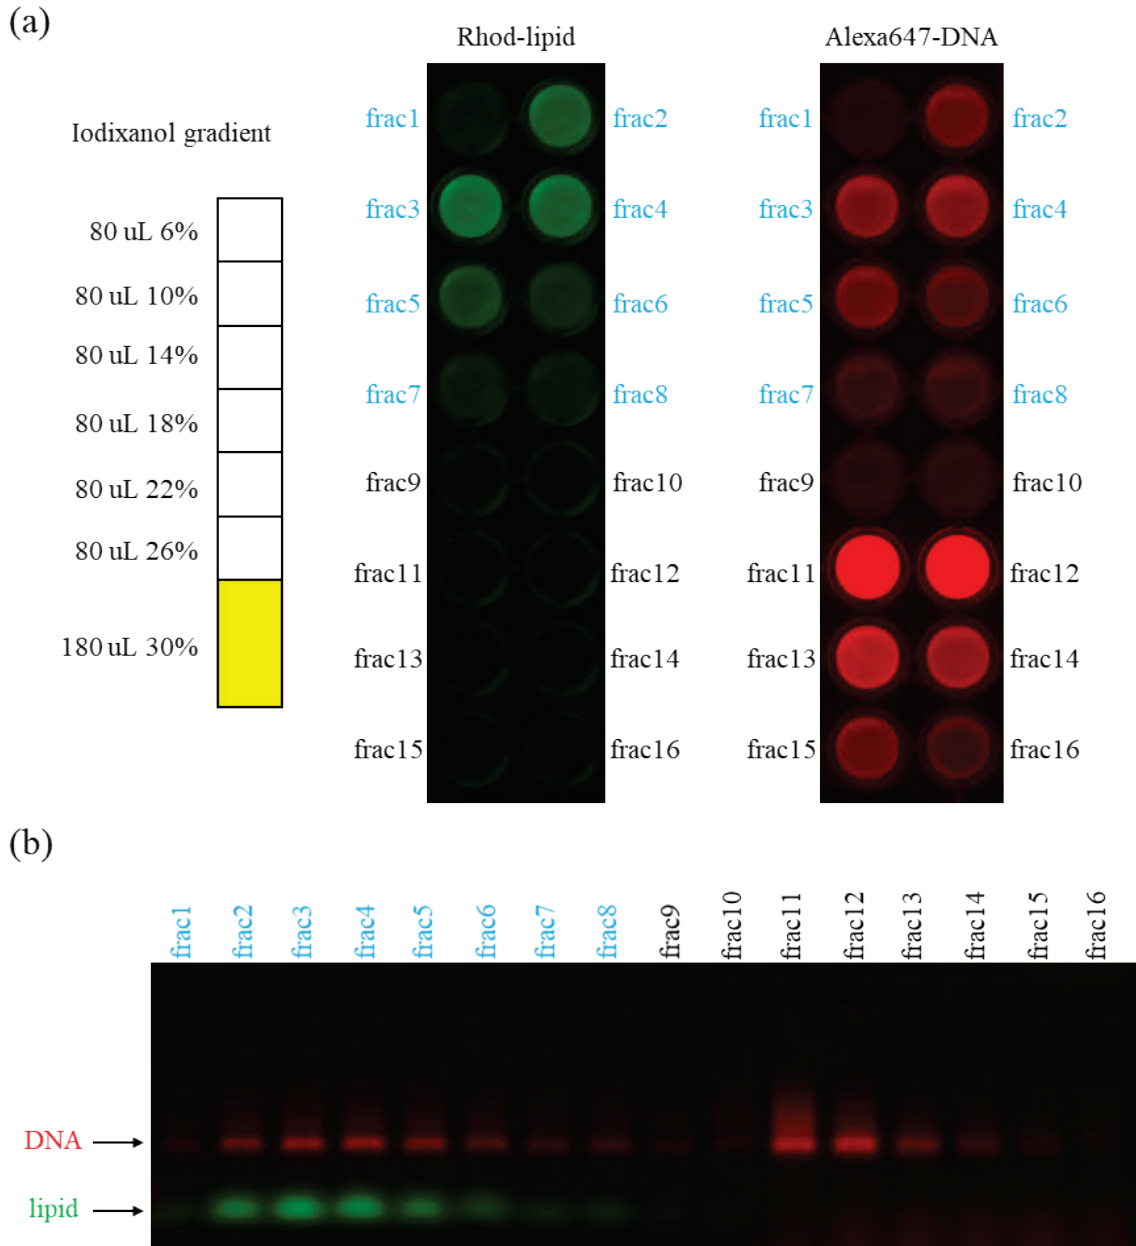 (a)
Rhod-lipid
Alexa647-DNA
Iodixanol gradient
80 uL 6%
80 uL 10%
80 uL 14%
80 uL 18%
80 uL 22%
80 uL 26%
180 uL 30%
frac1
frac2
frac3
frac4
frac5
frac6
frac7
frac8
frac9
frac10
frac11
frac12
frac13
frac14
frac15
frac16
frac1
frac2
frac3
frac4
frac5
frac6
frac7
frac8
frac9
frac10
frac11
frac12
frac13
frac14
frac15
frac16
(b)
frac1
frac2
frac3
frac4
frac5
frac6
frac7
frac8
frac9
frac10
frac11
frac12
frac13
frac14
frac15
frac16
DNA
lipid